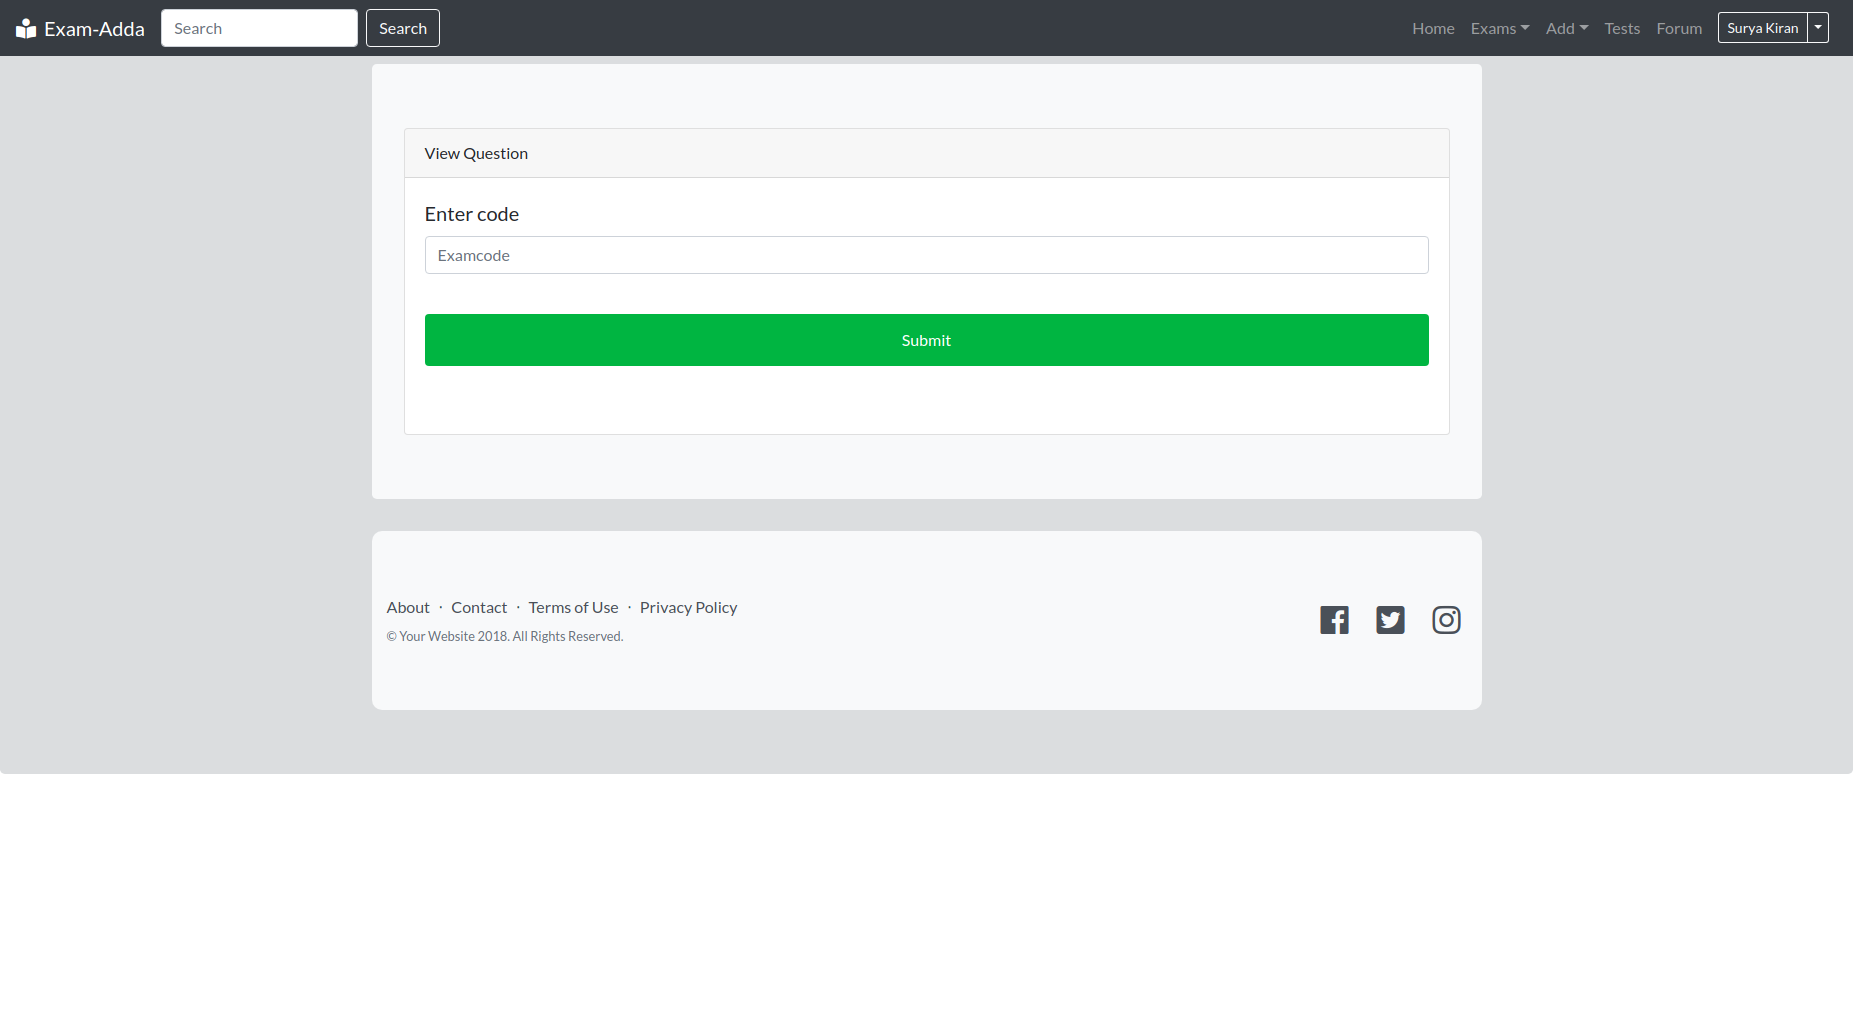 Exam-Adda Search Search Home Exams Add Tests Forum Surya Kiran
View Question
Enter code
Examcode
Submit
About · Contact · Terms of Use · Privacy Policy
© Your Website 2018. All Rights Reserved.